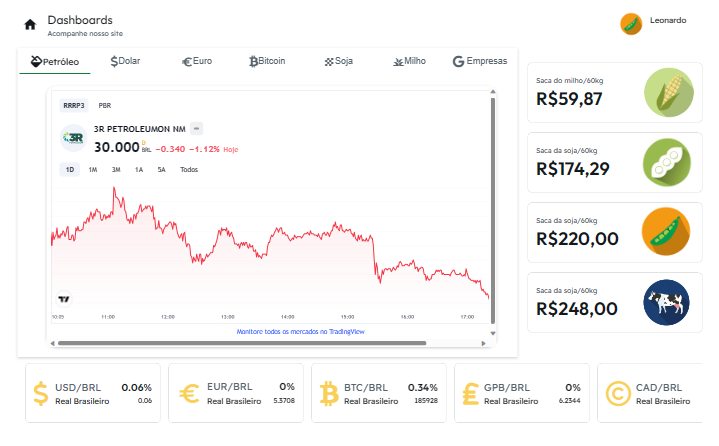 Dashboards
Acompanhe nosso site
Leonardo
Petróleo
Dolar
Euro
Bitcoin
Soja
Milho
Empresas
RRRP3 PBR
3R
3R PETROLEUMON NM
30.000 D BRL −0.340 −1.12% Hoje
1D 1M 3M 1A 5A Todos
10:05 11:00 12:00 13:00 14:00 15:00 16:00 17:00
Monitore todos os mercados no TradingView
Saca do milho/60kg
R$59,87
Saca da soja/60kg
R$174,29
Saca da soja/60kg
R$220,00
Saca da soja/60kg
R$248,00
USD/BRL 0.06%
Real Brasileiro 0.06
EUR/BRL 0%
Real Brasileiro 5.3708
BTC/BRL 0.34%
Real Brasileiro 185928
GPB/BRL 0%
Real Brasileiro 6.2344
CAD/BRL
Real Brasileiro